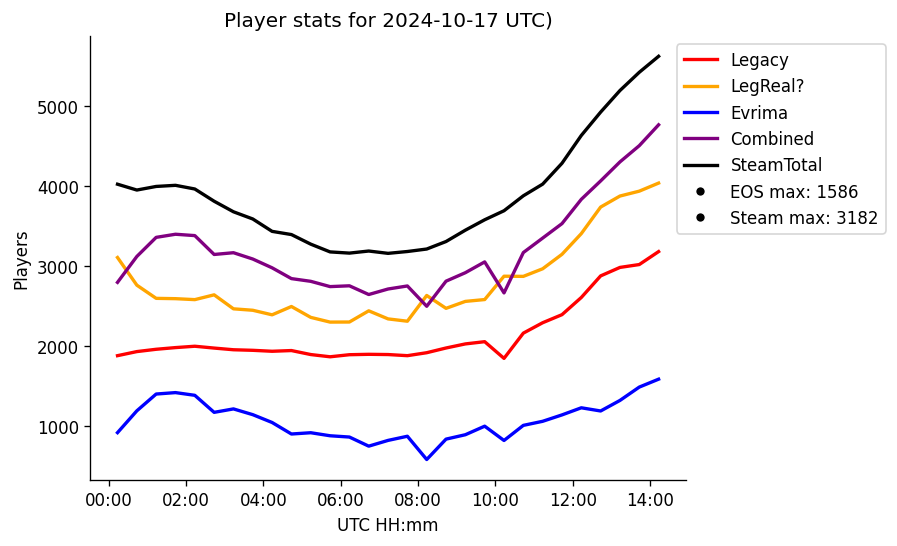 Player stats for 2024-10-17 UTC)
Players
5000
4000
3000
2000
1000
00:00 02:00 04:00 06:00 08:00 10:00 12:00 14:00
UTC HH:mm
Legacy
LegReal?
Evrima
Combined
SteamTotal
EOS max: 1586
Steam max: 3182